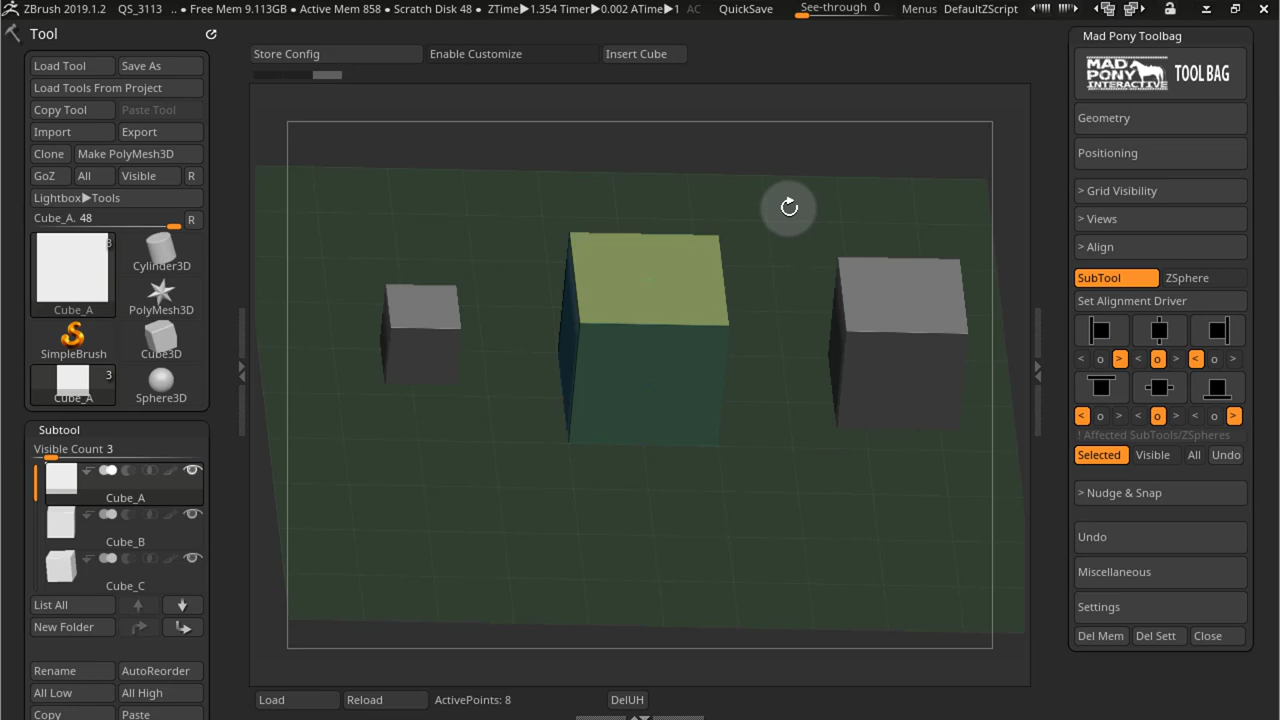 ZBrush 2019.1.2 QS_3113 .. • Free Mem 9.113GB • Active Mem 858 • Scratch Disk 48 • ZTime▶1.354 Timer▶0.002 ATime▶1 AC QuickSave See-through 0 Menus DefaultZScript
Tool
Load Tool Save As
Load Tools From Project
Copy Tool Paste Tool
Import Export
Clone Make PolyMesh3D
GoZ All Visible R
Lightbox▶Tools
Cube_A. 48 R
3
Cube_A
Cylinder3D
PolyMesh3D
SimpleBrush
Cube3D
3
Cube_A
Sphere3D
Subtool
Visible Count 3
Cube_A
Cube_B
Cube_C
List All
New Folder
Rename AutoReorder
All Low All High
Copy Paste
Store Config Enable Customize Insert Cube
Load Reload ActivePoints: 8 DelUH
Mad Pony Toolbag
MAD PONY INTERACTIVE TOOL BAG
Geometry
Positioning
> Grid Visibility
> Views
> Align
SubTool ZSphere
Set Alignment Driver
< o > < o > < o >
< o > < o > < o >
! Affected SubTools/ZSpheres
Selected Visible All Undo
> Nudge & Snap
Undo
Miscellaneous
Settings
Del Mem Del Sett Close